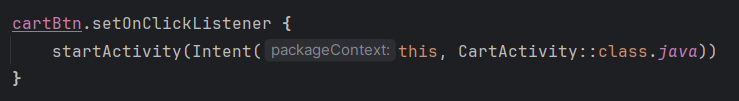 cartBtn.setOnClickListener {
    startActivity(Intent( packageContext: this, CartActivity::class.java))
}